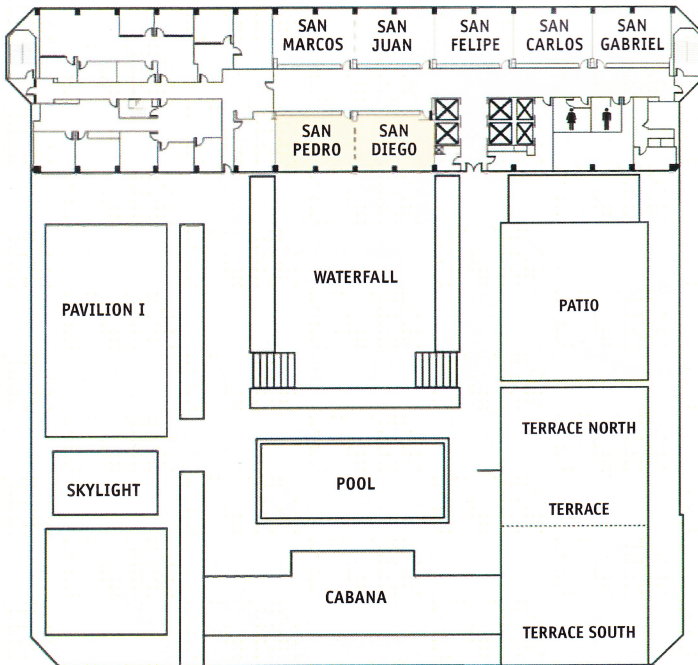 SAN MARCOS
SAN JUAN
SAN FELIPE
SAN CARLOS
SAN GABRIEL
SAN PEDRO
SAN DIEGO
WATERFALL
PAVILION I
PATIO
TERRACE NORTH
SKYLIGHT
POOL
TERRACE
CABANA
TERRACE SOUTH